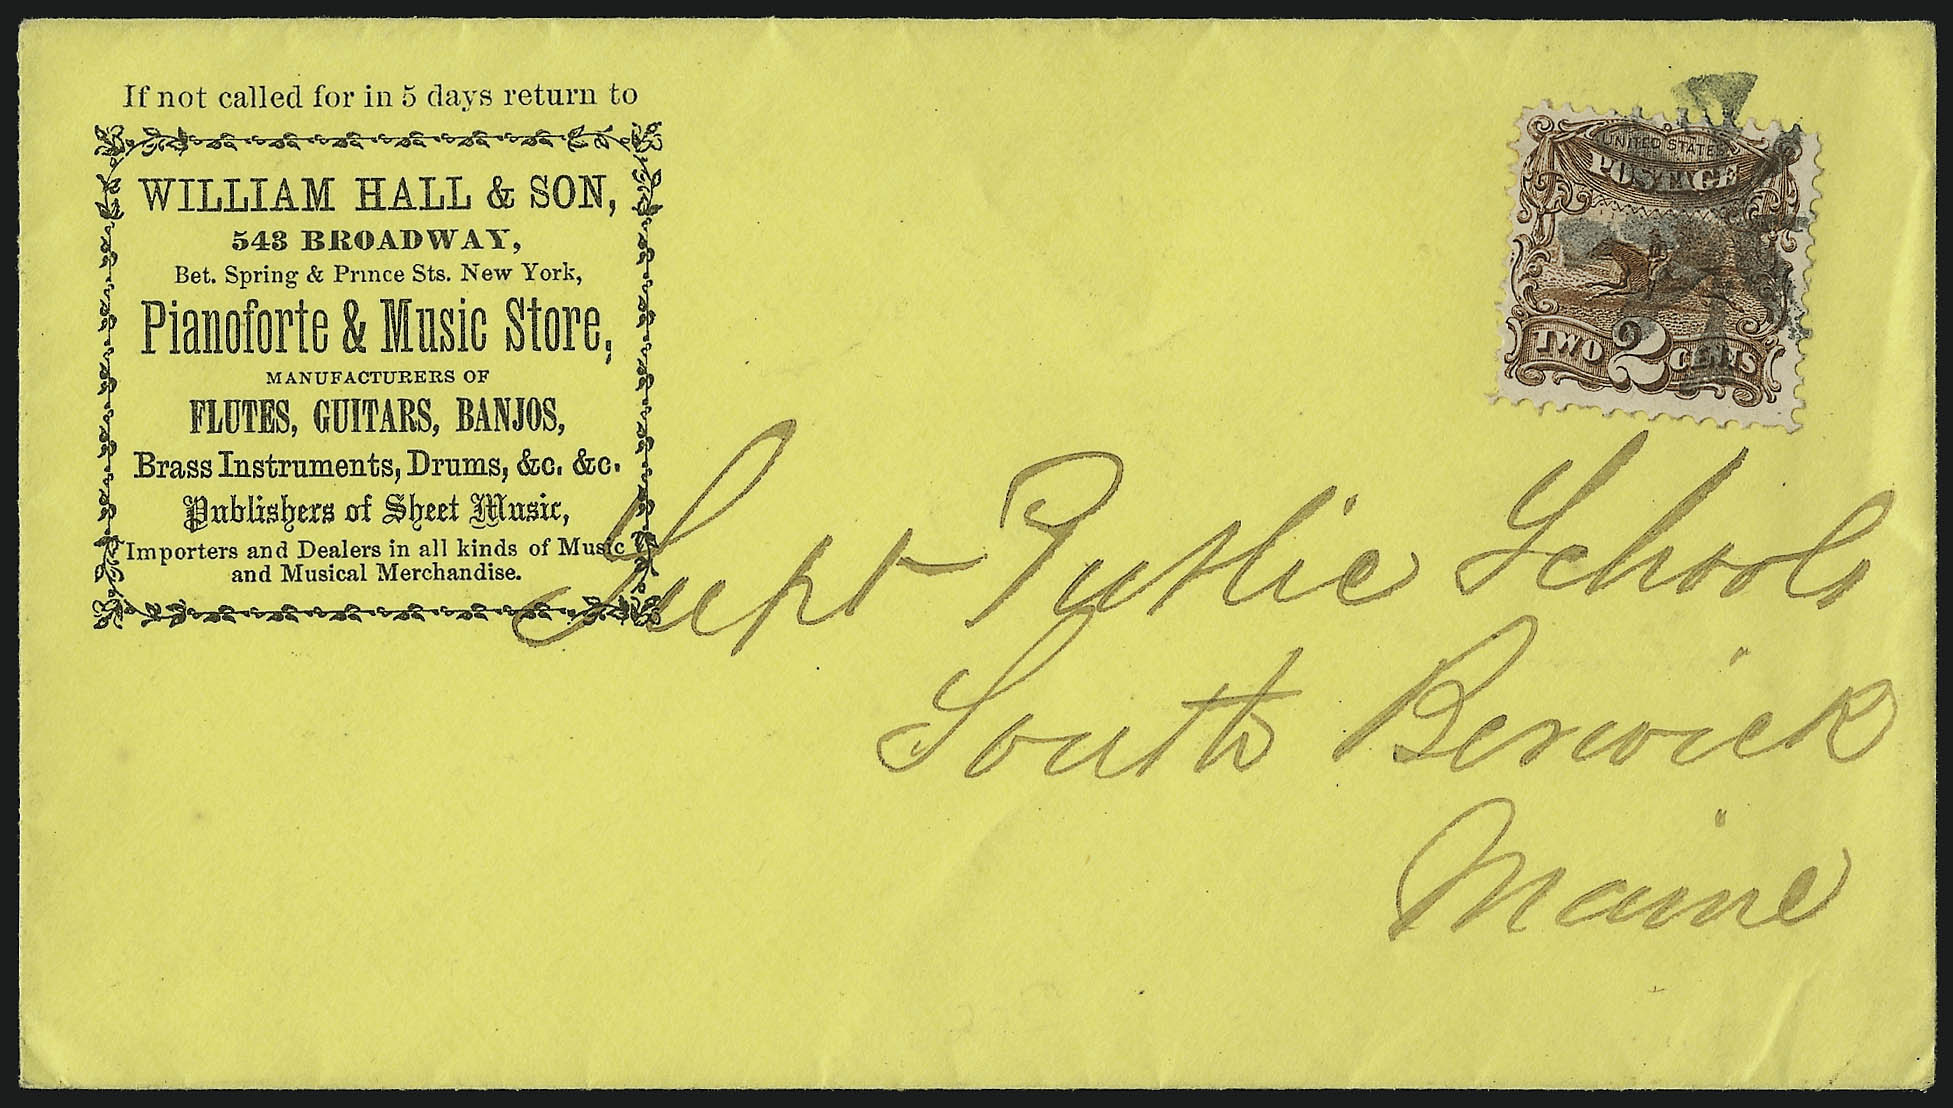 If not called for in 5 days return to
WILLIAM HALL & SON,
543 BROADWAY,
Bet. Spring & Prince Sts. New York,
Pianoforte & Music Store,
MANUFACTURERS OF
FLUTES, GUITARS, BANJOS,
Brass Instruments, Drums, &c. &c.
Publishers of Sheet Music,
Importers and Dealers in all kinds of Music
and Musical Merchandise.
UNITED STATES
POSTAGE
TWO 2 CENTS
Supt Public Schools
South Berwick
Maine